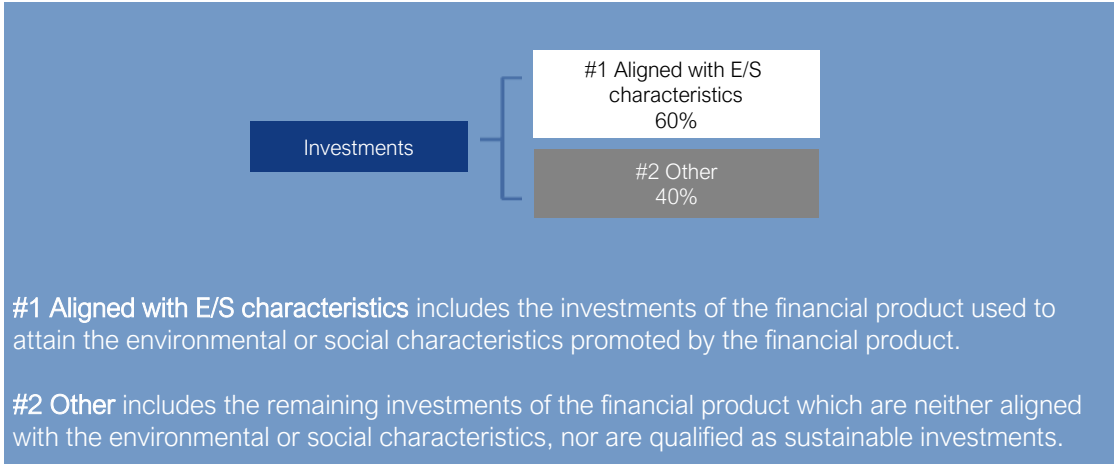 #1 Aligned with E/S
characteristics
60%
Investments
#2 Other
40%
#1 Aligned with E/S characteristics includes the investments of the financial product used to
attain the environmental or social characteristics promoted by the financial product.
#2 Other includes the remaining investments of the financial product which are neither aligned
with the environmental or social characteristics, nor are qualified as sustainable investments.